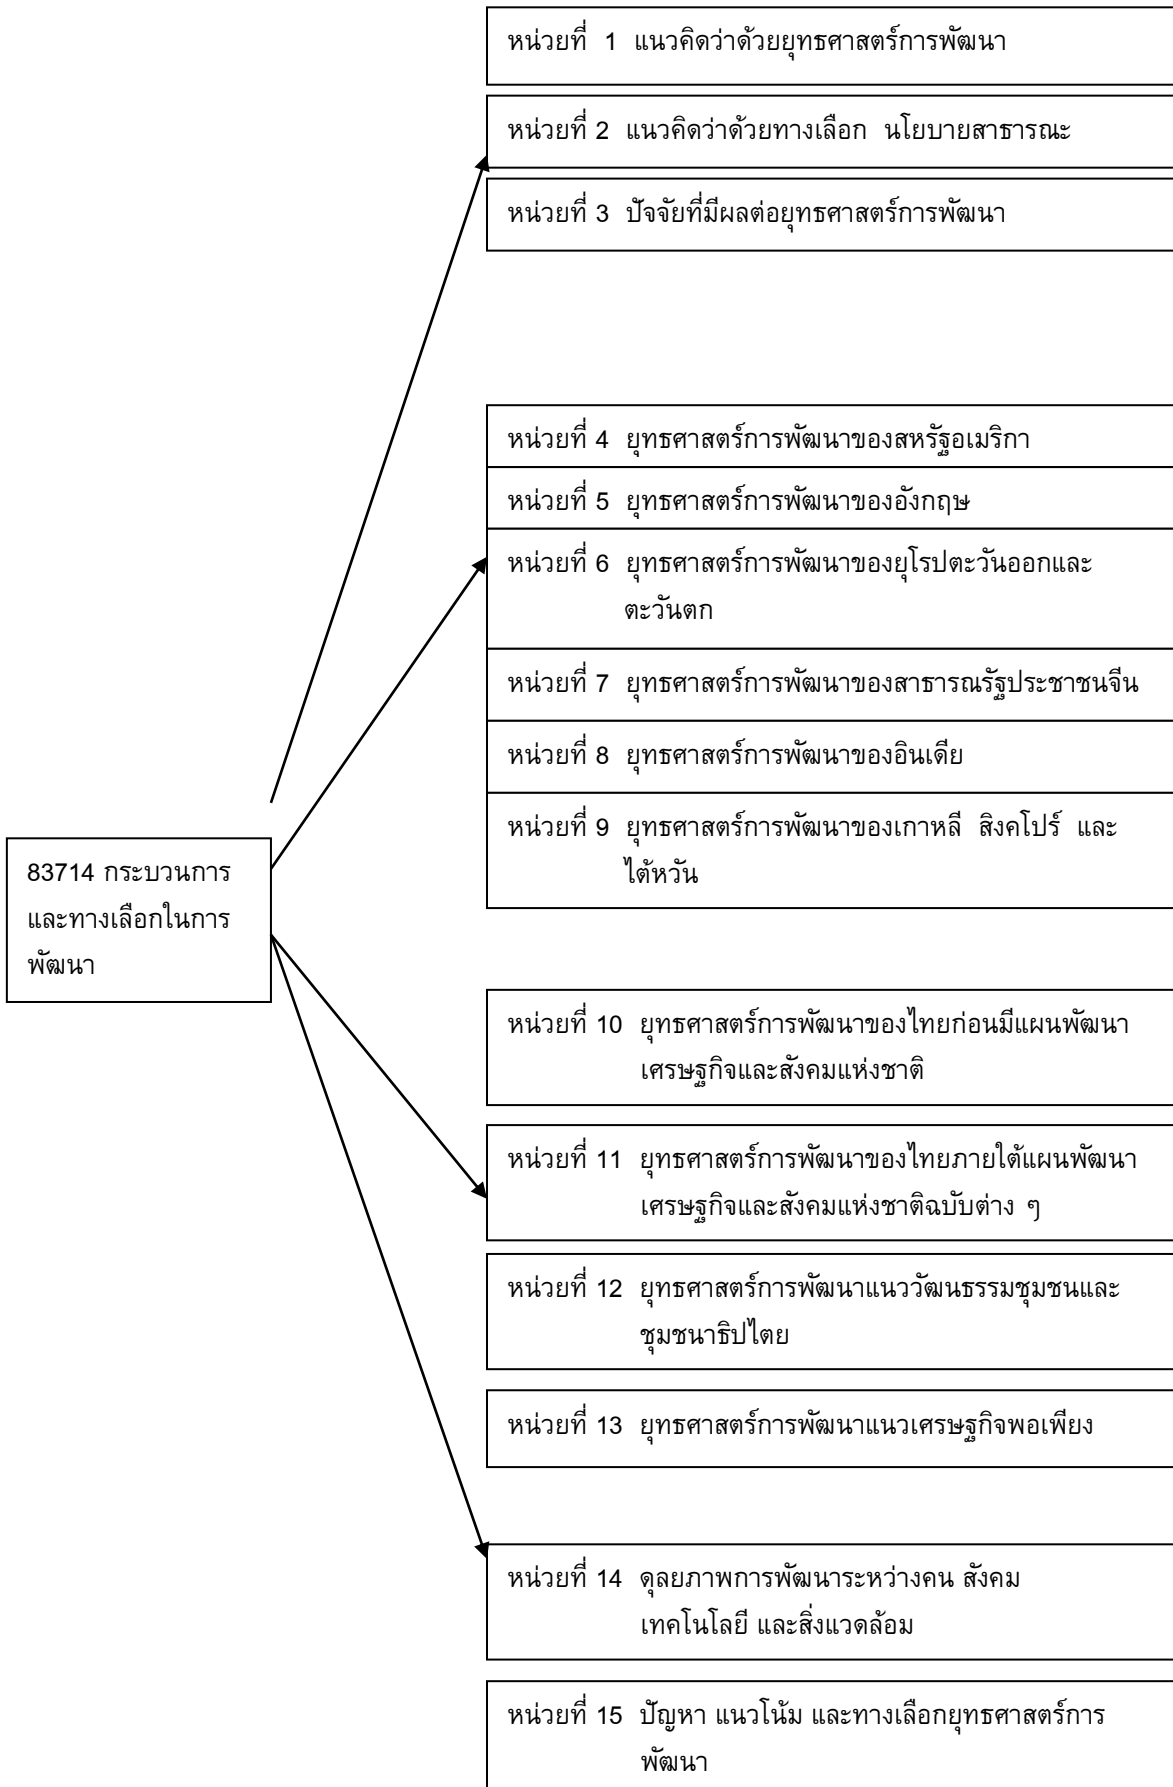 หน่วยที่ 1 แนวคิดว่าด้วยยุทธศาสตร์การพัฒนา
หน่วยที่ 2 แนวคิดว่าด้วยทางเลือก นโยบายสาธารณะ
หน่วยที่ 3 ปัจจัยที่มีผลต่อยุทธศาสตร์การพัฒนา
หน่วยที่ 4 ยุทธศาสตร์การพัฒนาของสหรัฐอเมริกา
หน่วยที่ 5 ยุทธศาสตร์การพัฒนาของอังกฤษ
หน่วยที่ 6 ยุทธศาสตร์การพัฒนาของยุโรปตะวันออกและ
ตะวันตก
หน่วยที่ 7 ยุทธศาสตร์การพัฒนาของสาธารณรัฐประชาชนจีน
หน่วยที่ 8 ยุทธศาสตร์การพัฒนาของอินเดีย
หน่วยที่ 9 ยุทธศาสตร์การพัฒนาของเกาหลี สิงคโปร์ และ
ไต้หวัน
83714 กระบวนการ
และทางเลือกในการ
พัฒนา
หน่วยที่ 10 ยุทธศาสตร์การพัฒนาของไทยก่อนมีแผนพัฒนา
เศรษฐกิจและสังคมแห่งชาติ
หน่วยที่ 11 ยุทธศาสตร์การพัฒนาของไทยภายใต้แผนพัฒนา
เศรษฐกิจและสังคมแห่งชาติฉบับต่าง ๆ
หน่วยที่ 12 ยุทธศาสตร์การพัฒนาแนววัฒนธรรมชุมชนและ
ชุมชนาธิปไตย
หน่วยที่ 13 ยุทธศาสตร์การพัฒนาแนวเศรษฐกิจพอเพียง
หน่วยที่ 14 ดุลยภาพการพัฒนาระหว่างคน สังคม
เทคโนโลยี และสิ่งแวดล้อม
หน่วยที่ 15 ปัญหา แนวโน้ม และทางเลือกยุทธศาสตร์การ
พัฒนา